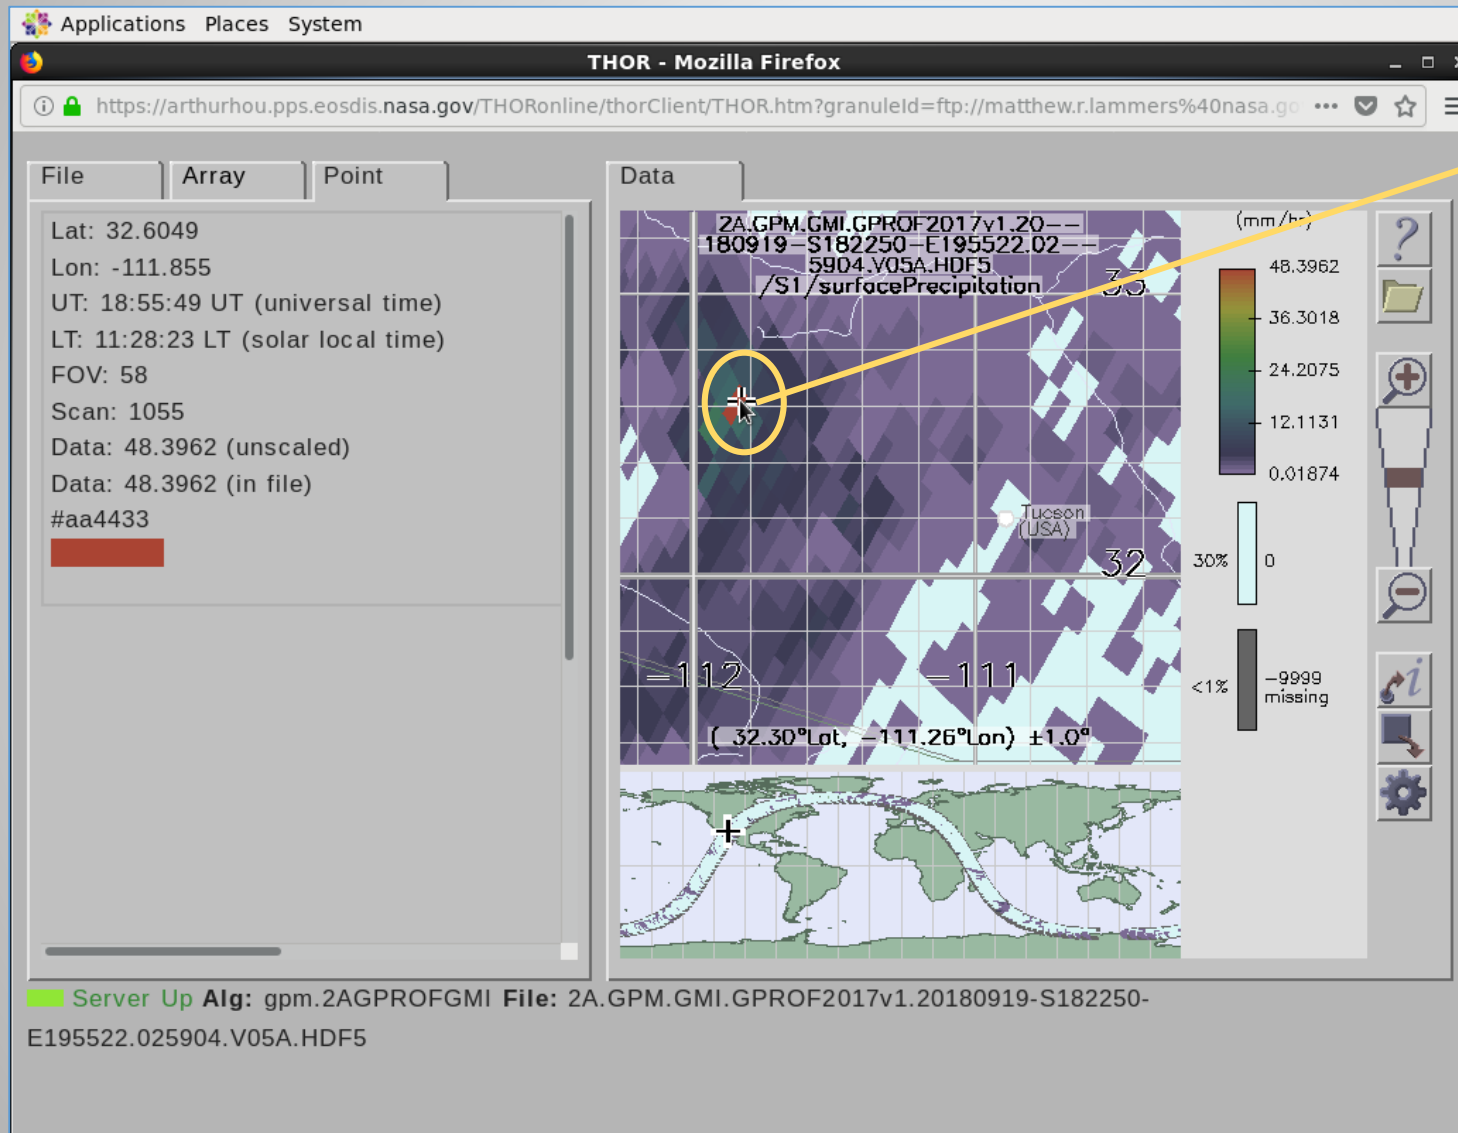 Applications Places System
THOR - Mozilla Firefox
https://arthurhou.pps.eosdis.nasa.gov/THORonline/thorClient/THOR.htm?granuleId=ftp://matthew.r.lammers%40nasa.go
File Array Point
Data
Lat: 32.6049
Lon: -111.855
UT: 18:55:49 UT (universal time)
LT: 11:28:23 LT (solar local time)
FOV: 58
Scan: 1055
Data: 48.3962 (unscaled)
Data: 48.3962 (in file)
#aa4433
2A.GPM.GMI.GPROF2017v1.20--
180919-S182250-E195522.02--
5904.V05A.HDF5
/S1/surfacePrecipitation
33
Tucson
(USA)
32
-112
-111
( 32.30°Lat, -111.26°Lon) ±1.0°
(mm/hr)
48.3962
36.3018
24.2075
12.1131
0.01874
30% 0
<1% -9999
missing
?
i
Server Up Alg: gpm.2AGPROFGMI File: 2A.GPM.GMI.GPROF2017v1.20180919-S182250-
E195522.025904.V05A.HDF5